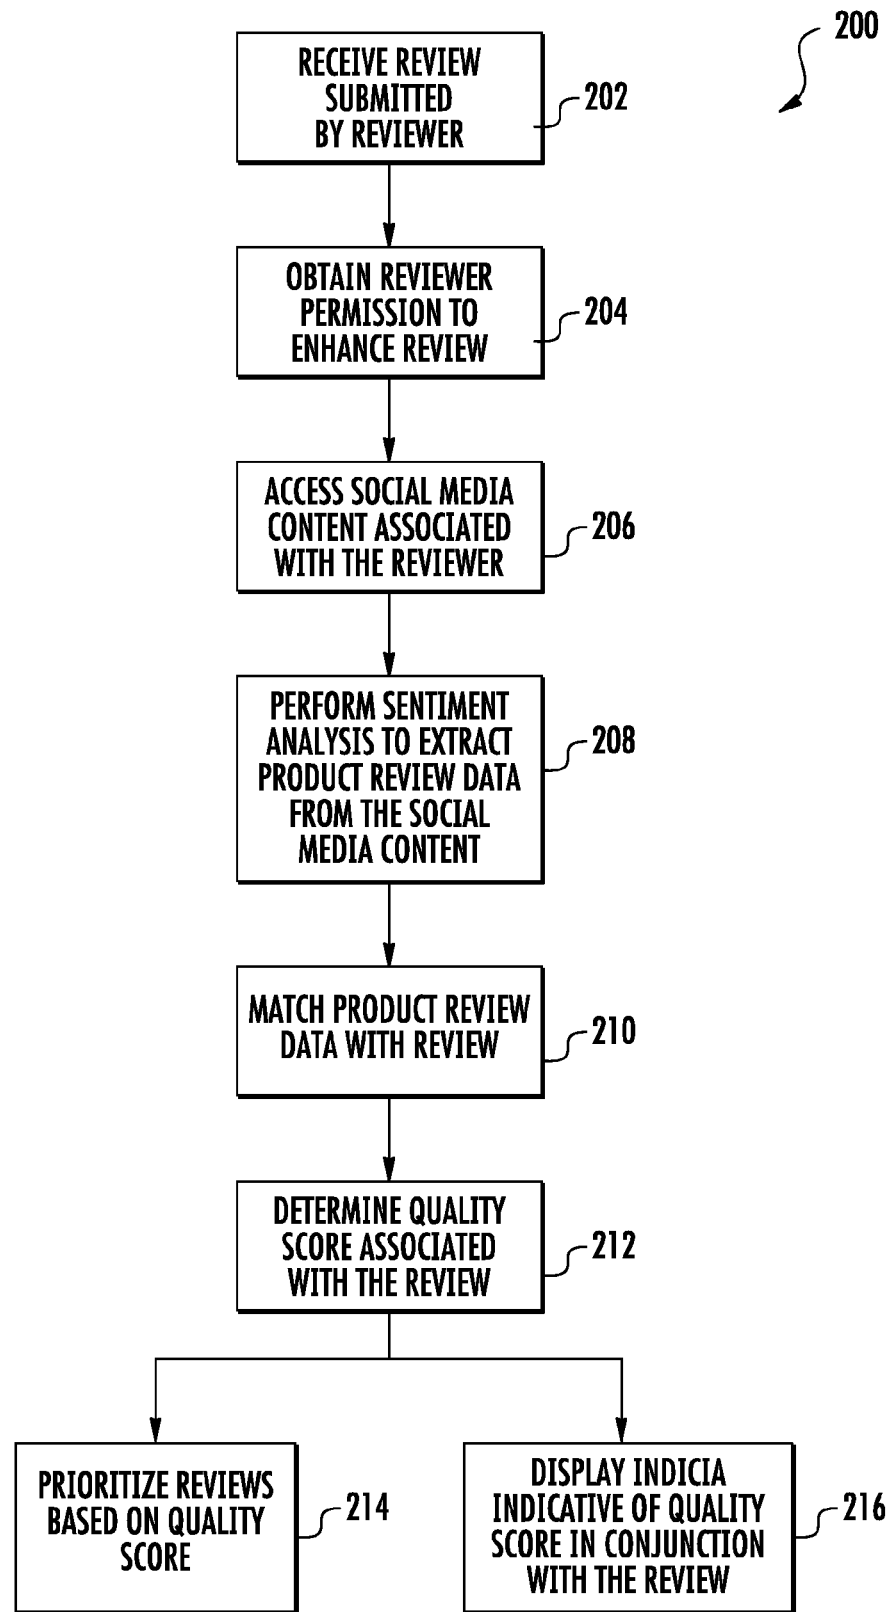 200
RECEIVE REVIEW
SUBMITTED
BY REVIEWER
202
OBTAIN REVIEWER
PERMISSION TO
ENHANCE REVIEW
204
ACCESS SOCIAL MEDIA
CONTENT ASSOCIATED
WITH THE REVIEWER
206
PERFORM SENTIMENT
ANALYSIS TO EXTRACT
PRODUCT REVIEW DATA
FROM THE SOCIAL
MEDIA CONTENT
208
MATCH PRODUCT REVIEW
DATA WITH REVIEW
210
DETERMINE QUALITY
SCORE ASSOCIATED
WITH THE REVIEW
212
PRIORITIZE REVIEWS
BASED ON QUALITY
SCORE
214
DISPLAY INDICIA
INDICATIVE OF QUALITY
SCORE IN CONJUNCTION
WITH THE REVIEW
216